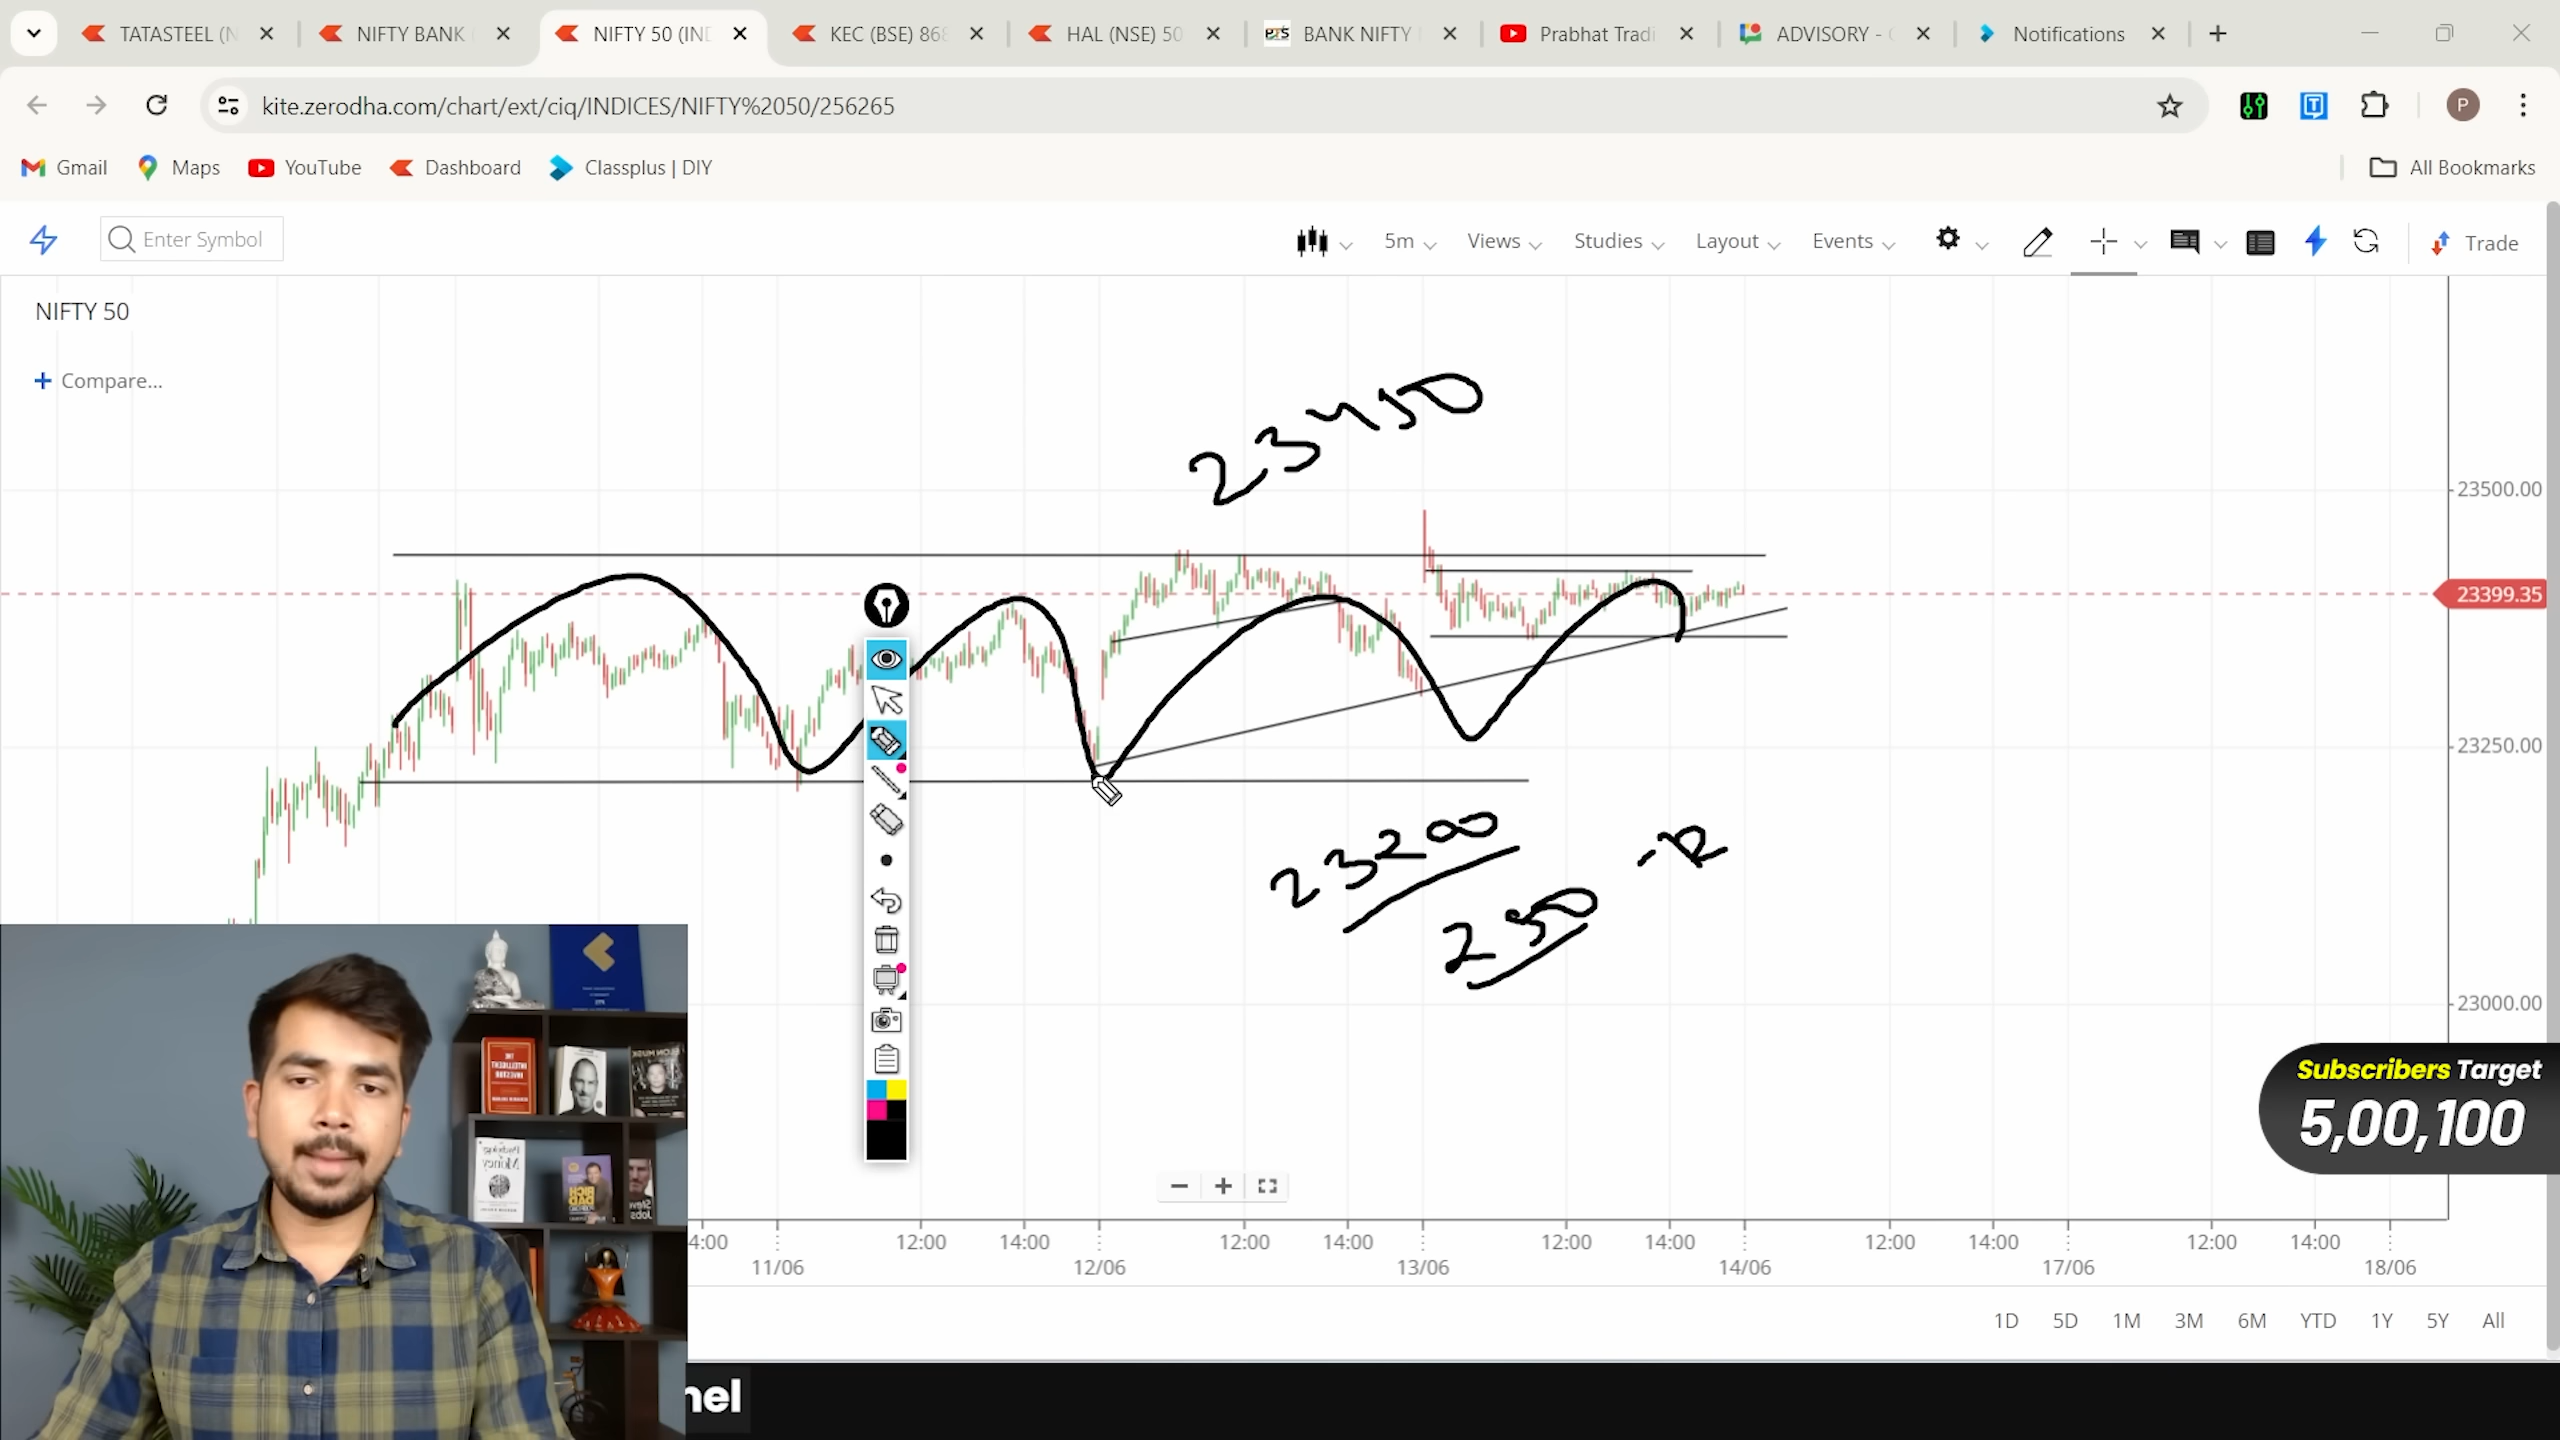 TATASTEEL (N
NIFTY BANK
NIFTY 50 (IND
KEC (BSE) 868
HAL (NSE) 50
PTS BANK NIFTY
Prabhat Tradi
ADVISORY -
Notifications
kite.zerodha.com/chart/ext/ciq/INDICES/NIFTY%2050/256265
P
Gmail
Maps
YouTube
Dashboard
Classplus | DIY
All Bookmarks
Enter Symbol
5m
Views
Studies
Layout
Events
Trade
NIFTY 50
Compare...
23450
23500.00
23399.35
23250.00
23200
250
23000.00
Subscribers Target
5,00,100
4:00
12:00
14:00
12:00
14:00
12:00
14:00
12:00
14:00
12:00
14:00
11/06
12/06
13/06
14/06
17/06
18/06
1D
5D
1M
3M
6M
YTD
1Y
5Y
All
nel